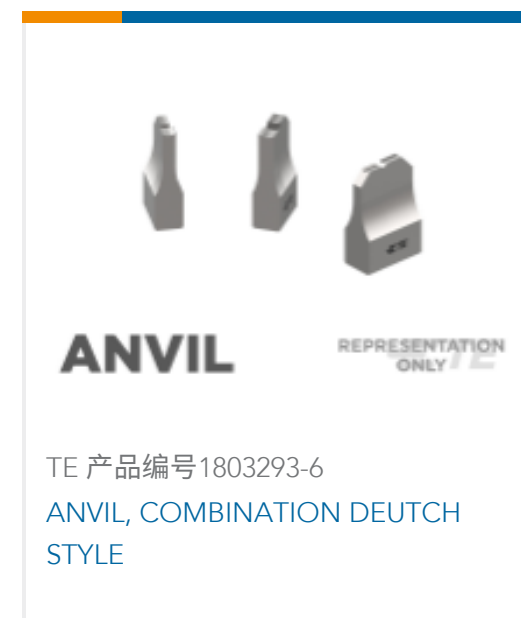 ANVIL
REPRESENTATION
ONLY
TE
TE 产品编号1803293-6
ANVIL, COMBINATION DEUTCH
STYLE